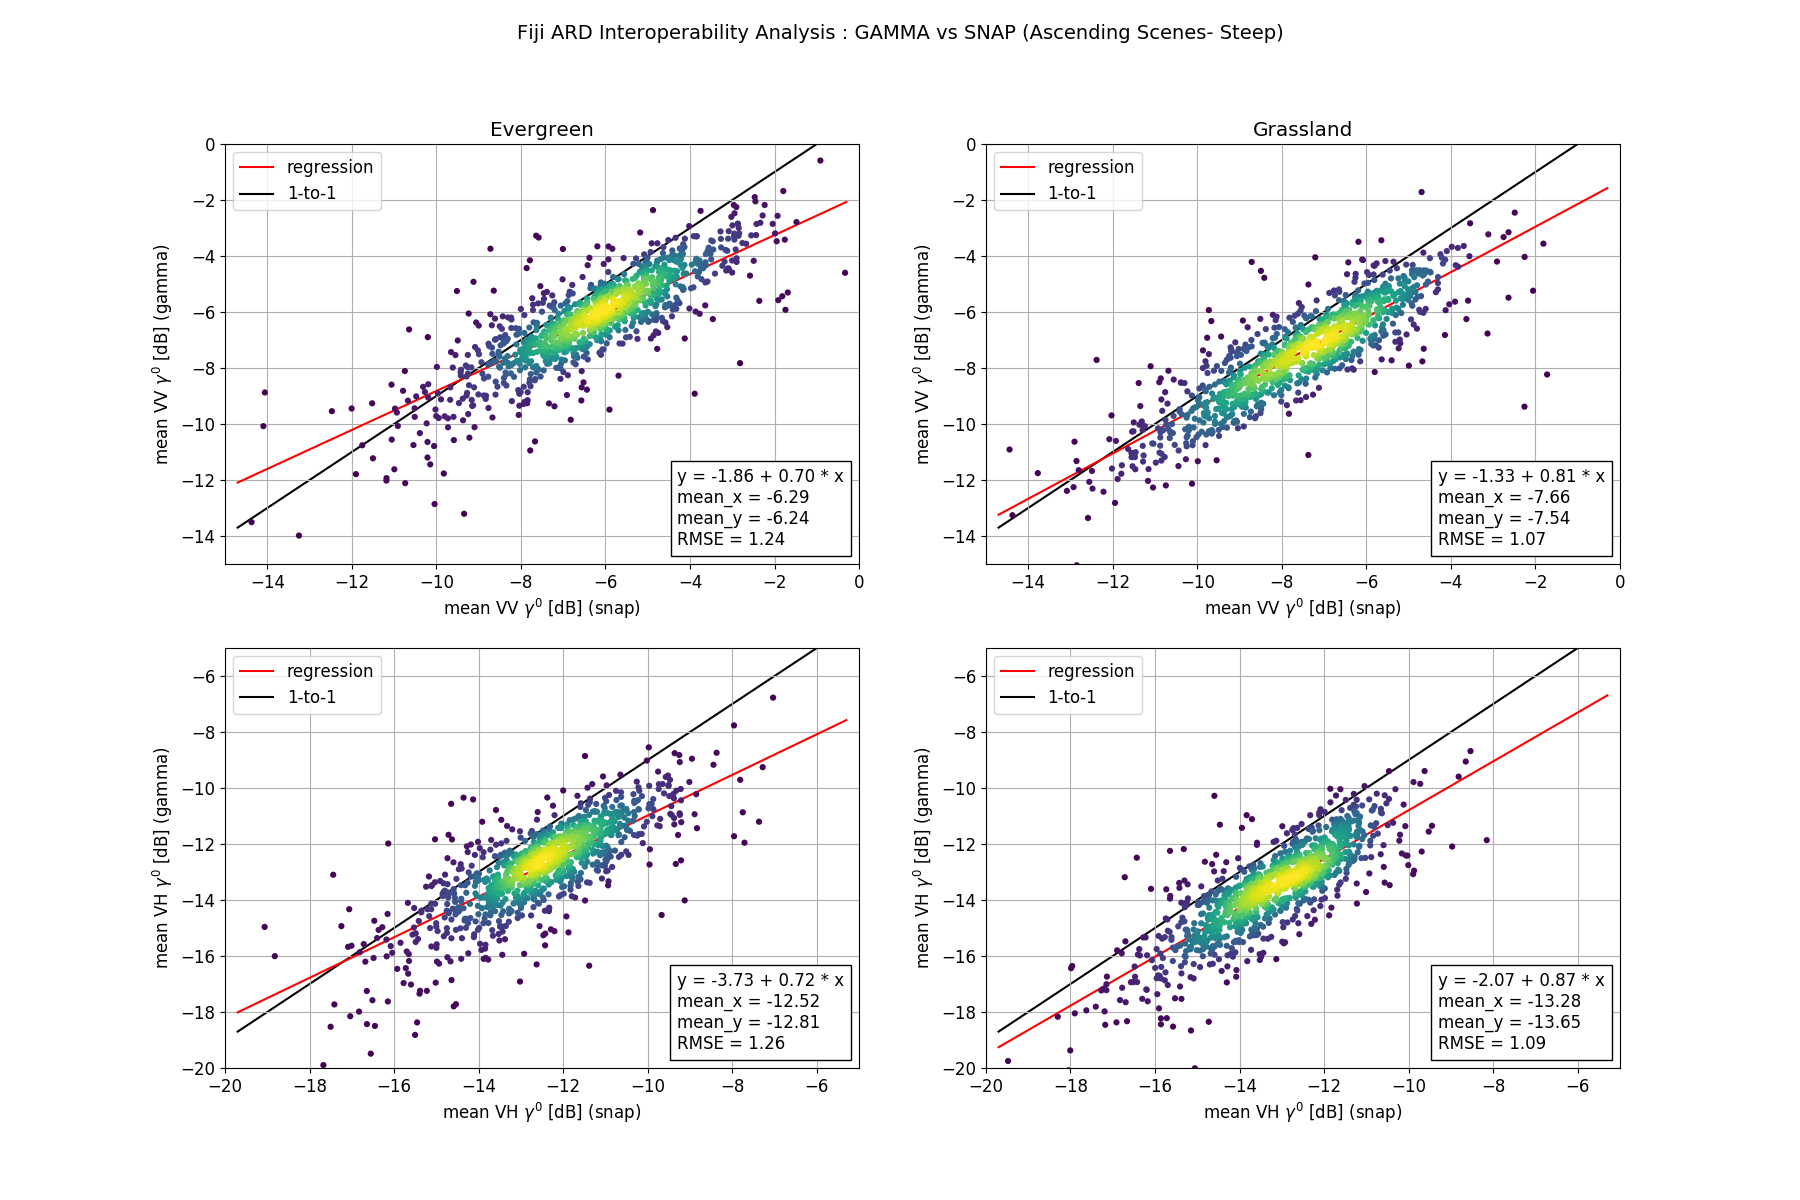 Fiji ARD Interoperability Analysis : GAMMA vs SNAP (Ascending Scenes- Steep)
Evergreen
regression
1-to-1
0
−2
−4
−6
−8
−10
−12
−14
mean VV γ⁰ [dB] (gamma)
y = -1.86 + 0.70 * x
mean_x = -6.29
mean_y = -6.24
RMSE = 1.24
−14 −12 −10 −8 −6 −4 −2 0
mean VV γ⁰ [dB] (snap)
Grassland
regression
1-to-1
0
−2
−4
−6
−8
−10
−12
−14
mean VV γ⁰ [dB] (gamma)
y = -1.33 + 0.81 * x
mean_x = -7.66
mean_y = -7.54
RMSE = 1.07
−14 −12 −10 −8 −6 −4 −2 0
mean VV γ⁰ [dB] (snap)
regression
1-to-1
−6
−8
−10
−12
−14
−16
−18
−20
mean VH γ⁰ [dB] (gamma)
y = -3.73 + 0.72 * x
mean_x = -12.52
mean_y = -12.81
RMSE = 1.26
−20 −18 −16 −14 −12 −10 −8 −6
mean VH γ⁰ [dB] (snap)
regression
1-to-1
−6
−8
−10
−12
−14
−16
−18
−20
mean VH γ⁰ [dB] (gamma)
y = -2.07 + 0.87 * x
mean_x = -13.28
mean_y = -13.65
RMSE = 1.09
−20 −18 −16 −14 −12 −10 −8 −6
mean VH γ⁰ [dB] (snap)